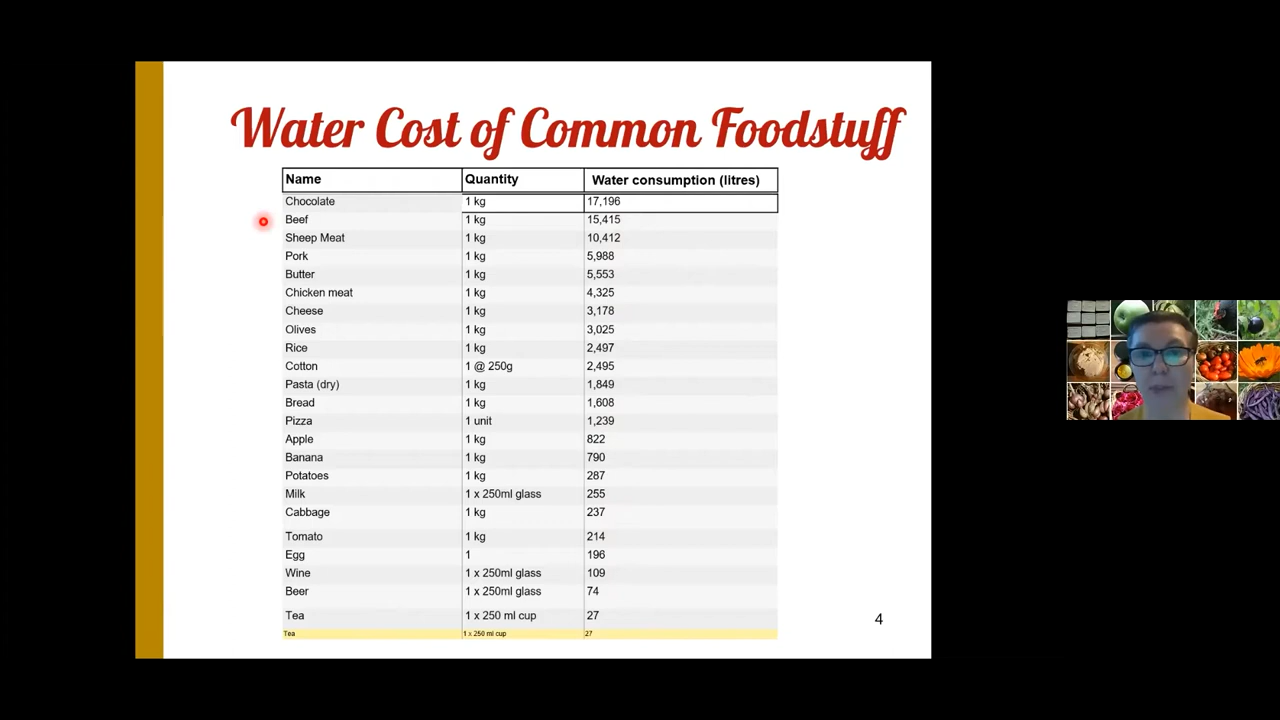 Water Cost of Common Foodstuff
Name Quantity Water consumption (litres)
Chocolate 1 kg 17,196
Beef 1 kg 15,415
Sheep Meat 1 kg 10,412
Pork 1 kg 5,988
Butter 1 kg 5,553
Chicken meat 1 kg 4,325
Cheese 1 kg 3,178
Olives 1 kg 3,025
Rice 1 kg 2,497
Cotton 1 @ 250g 2,495
Pasta (dry) 1 kg 1,849
Bread 1 kg 1,608
Pizza 1 unit 1,239
Apple 1 kg 822
Banana 1 kg 790
Potatoes 1 kg 287
Milk 1 x 250ml glass 255
Cabbage 1 kg 237
Tomato 1 kg 214
Egg 1 196
Wine 1 x 250ml glass 109
Beer 1 x 250ml glass 74
Tea 1 x 250 ml cup 27
Tea 1 x 250 ml cup 27
4